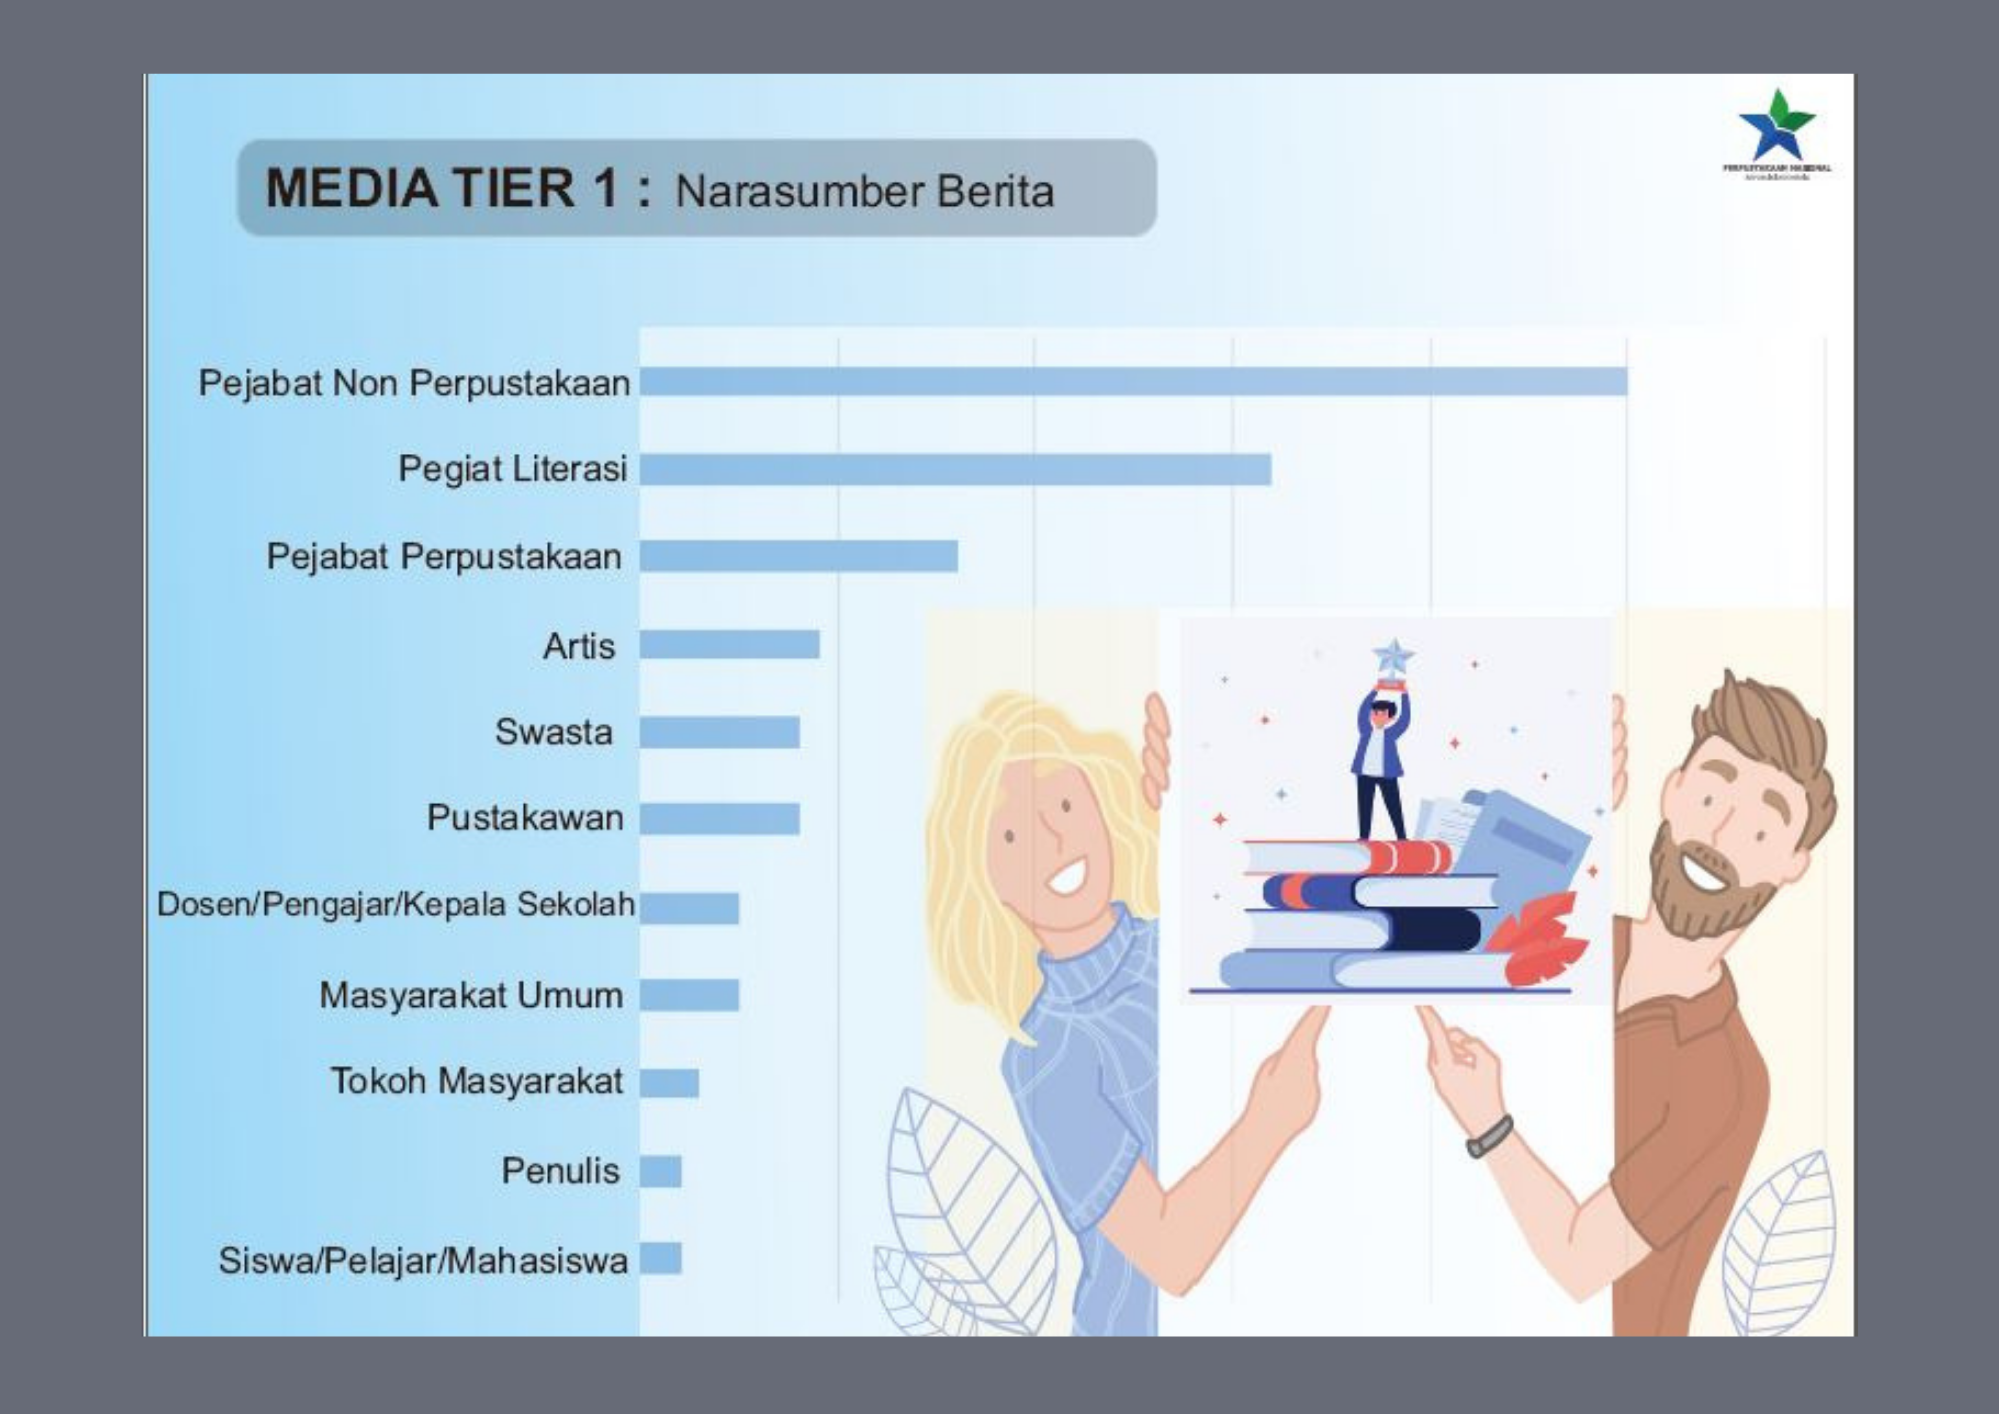 MEDIA TIER 1 : Narasumber Berita
PERPUSTAKAAN NASIONAL
Pejabat Non Perpustakaan
Pegiat Literasi
Pejabat Perpustakaan
Artis
Swasta
Pustakawan
Dosen/Pengajar/Kepala Sekolah
Masyarakat Umum
Tokoh Masyarakat
Penulis
Siswa/Pelajar/Mahasiswa